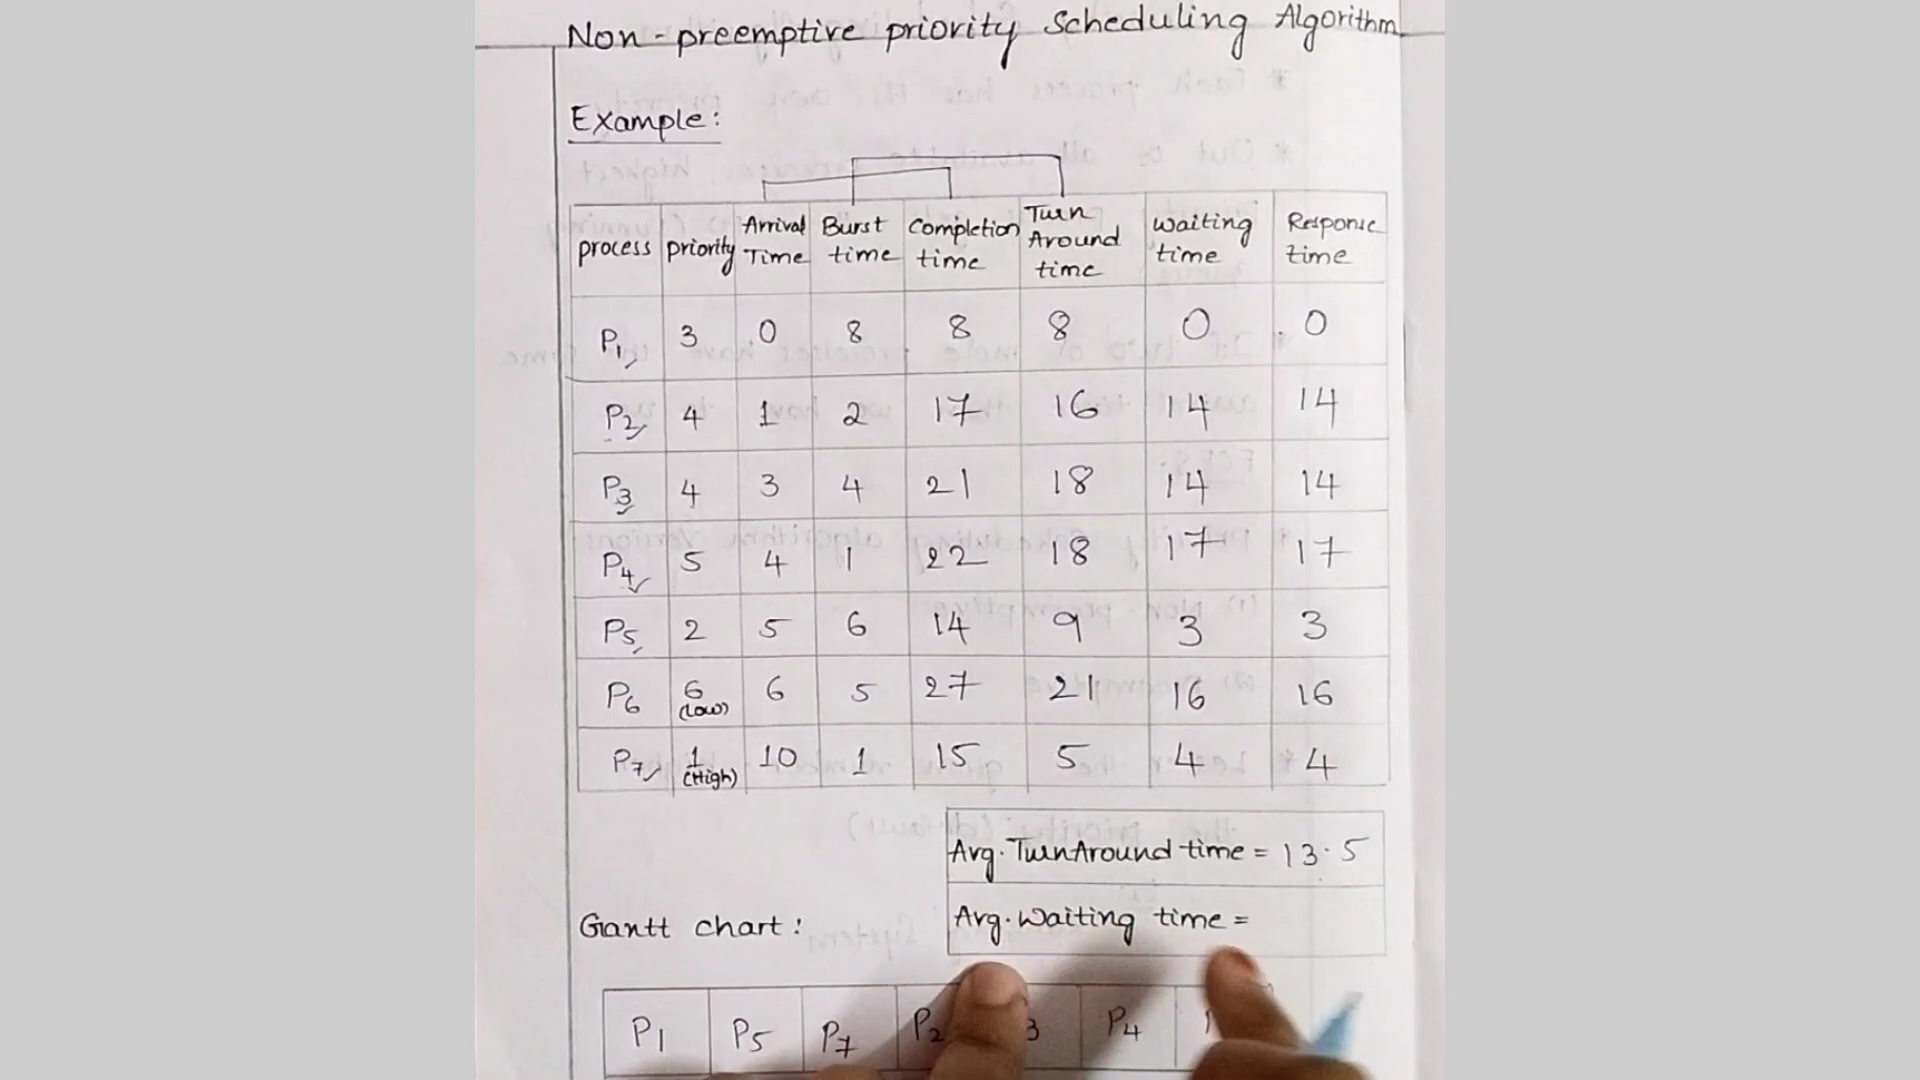 Non-preemptive priority Scheduling Algorithm
Example:
process priority Arrival Time Burst time Completion time Turn Around time Waiting time Response time
P1 3 0 8 8 8 0 0
P2 4 1 2 17 16 14 14
P3 4 3 4 21 18 14 14
P4 5 4 1 22 18 17 17
P5 2 5 6 14 9 3 3
P6 6 (Low) 6 5 27 21 16 16
P7 1 (High) 10 1 15 5 4 4
Avg. TurnAround time = 13.5
Avg. Waiting time =
Gantt chart:
P1 P5 P7 P2 3 P4